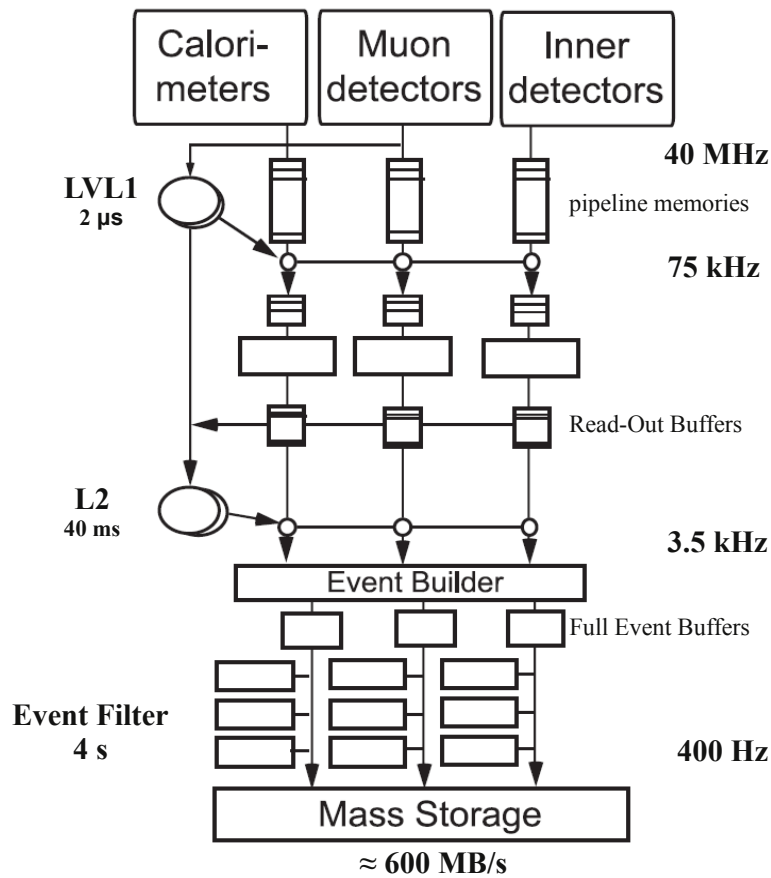 Calori-
meters
Muon
detectors
Inner
detectors
40 MHz
LVL1
2 µs
pipeline memories
75 kHz
Read-Out Buffers
L2
40 ms
3.5 kHz
Event Builder
Full Event Buffers
Event Filter
4 s
400 Hz
Mass Storage
≈ 600 MB/s